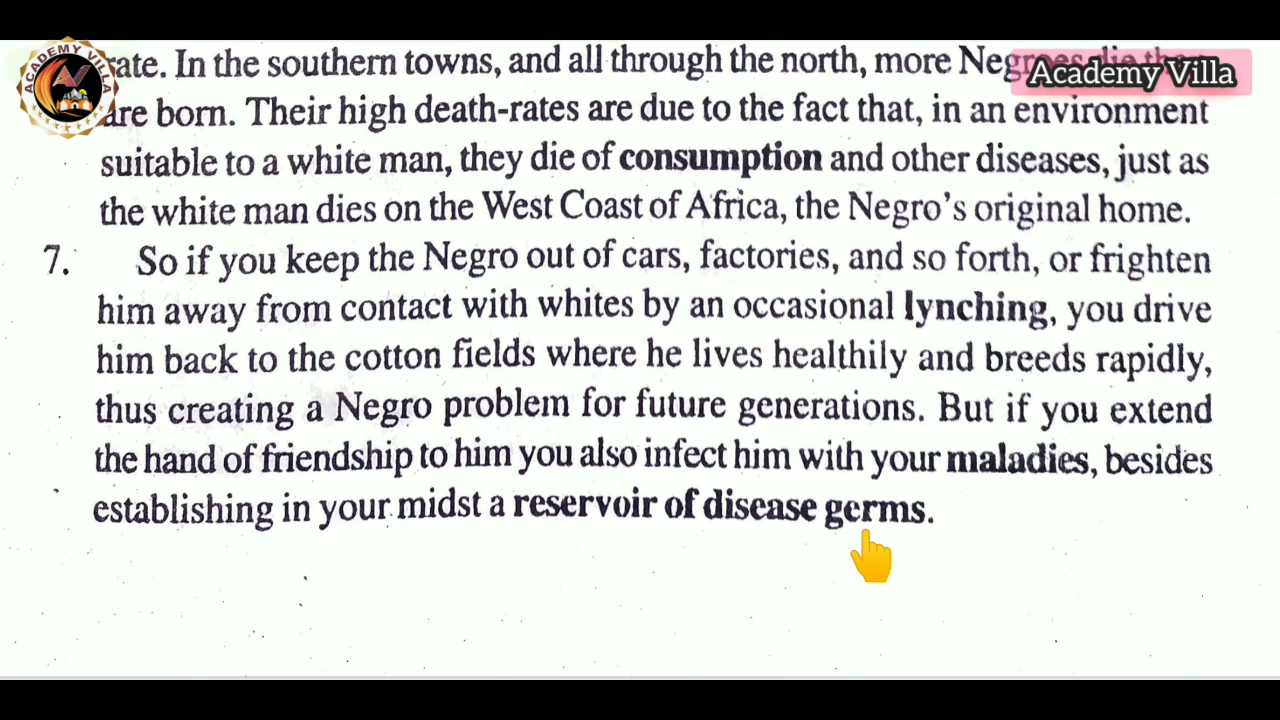 ACADEMY VILLA
Academy Villa
rate. In the southern towns, and all through the north, more Negroes die than
are born. Their high death-rates are due to the fact that, in an environment
suitable to a white man, they die of consumption and other diseases, just as
the white man dies on the West Coast of Africa, the Negro's original home.
7. So if you keep the Negro out of cars, factories, and so forth, or frighten
him away from contact with whites by an occasional lynching, you drive
him back to the cotton fields where he lives healthily and breeds rapidly,
thus creating a Negro problem for future generations. But if you extend
the hand of friendship to him you also infect him with your maladies, besides
establishing in your midst a reservoir of disease germs.